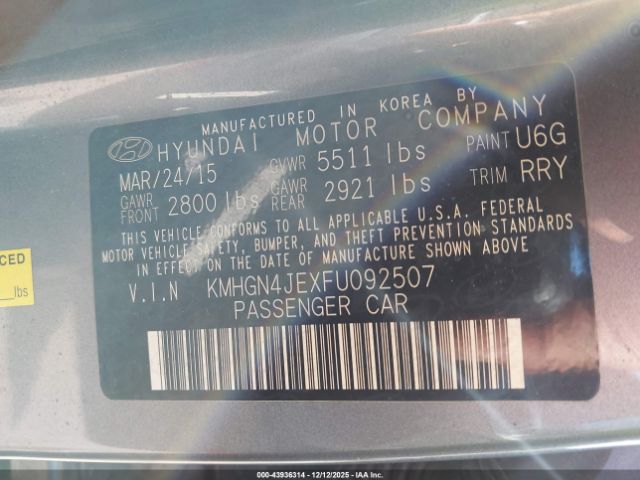 MANUFACTURED IN KOREA BY
HYUNDAI MOTOR COMPANY
MAR/24/15 GVWR 5511 lbs PAINT U6G
GAWR FRONT 2800 lbs GAWR REAR 2921 lbs TRIM RRY
THIS VEHICLE CONFORMS TO ALL APPLICABLE U.S.A. FEDERAL
MOTOR VEHICLE SAFETY, BUMPER, AND THEFT PREVENTION STANDARDS
IN EFFECT ON THE DATE OF MANUFACTURE SHOWN ABOVE
V.I.N KMHGN4JEXFU092507
PASSENGER CAR
CED
lbs
000-43936314 - 12/12/2025 - IAA Inc.